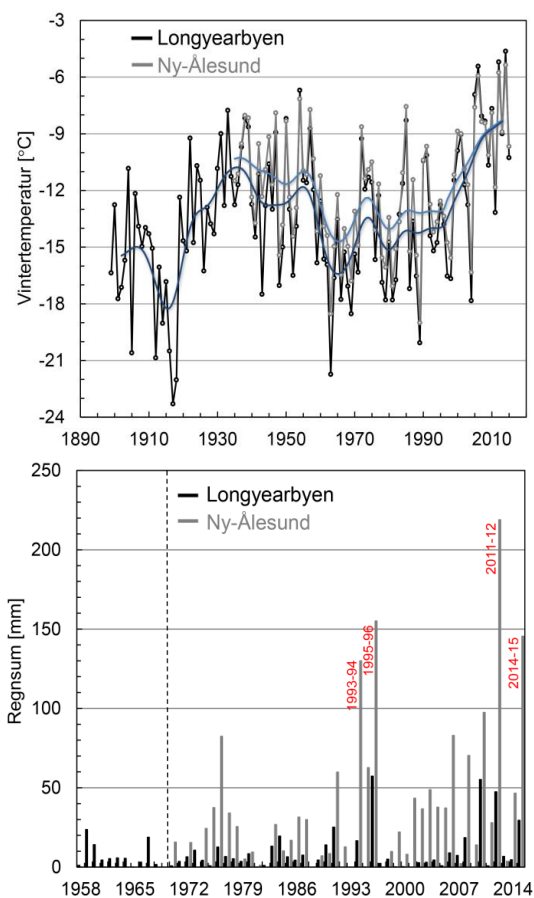 -3
-6
-9
-12
-15
-18
-21
-24
Vintertemperatur [°C]
Longyearbyen
Ny-Ålesund
1890 1910 1930 1950 1970 1990 2010
250
200
150
100
50
0
Regnsum [mm]
Longyearbyen
Ny-Ålesund
1993-94
1995-96
2011-12
2014-15
1958 1965 1972 1979 1986 1993 2000 2007 2014